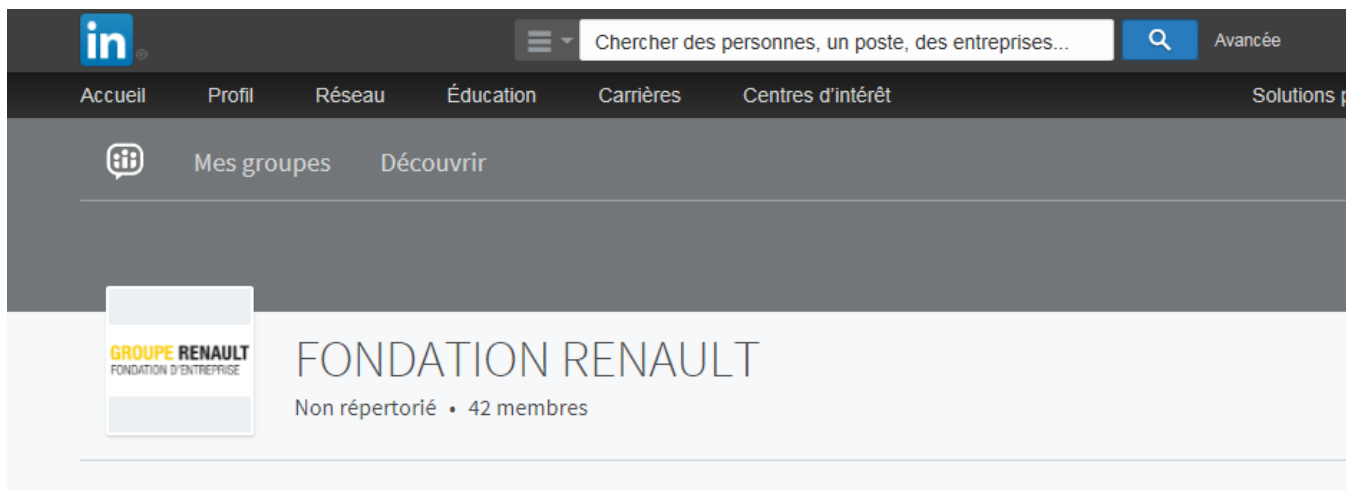 in
Chercher des personnes, un poste, des entreprises...
Avancée
Accueil Profil Réseau Éducation Carrières Centres d'intérêt Solutions p
Mes groupes Découvrir
GROUPE RENAULT
FONDATION D'ENTREPRISE
FONDATION RENAULT
Non répertorié • 42 membres